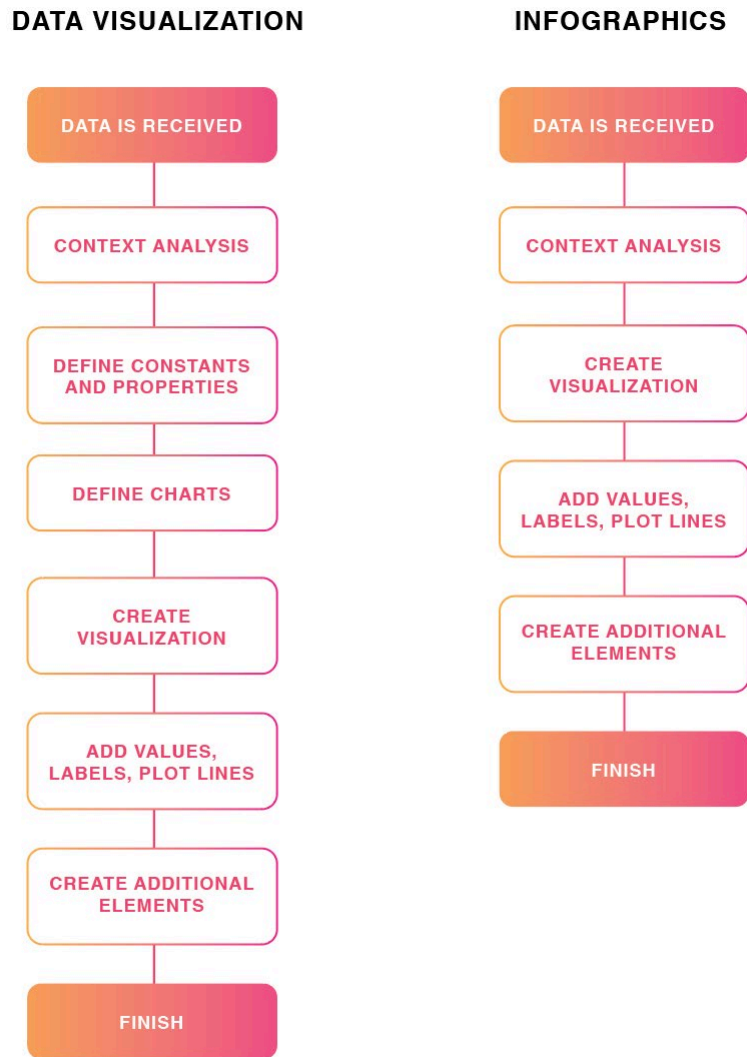 DATA VISUALIZATION
DATA IS RECEIVED
CONTEXT ANALYSIS
DEFINE CONSTANTS
AND PROPERTIES
DEFINE CHARTS
CREATE
VISUALIZATION
ADD VALUES,
LABELS, PLOT LINES
CREATE ADDITIONAL
ELEMENTS
FINISH
INFOGRAPHICS
DATA IS RECEIVED
CONTEXT ANALYSIS
CREATE
VISUALIZATION
ADD VALUES,
LABELS, PLOT LINES
CREATE ADDITIONAL
ELEMENTS
FINISH